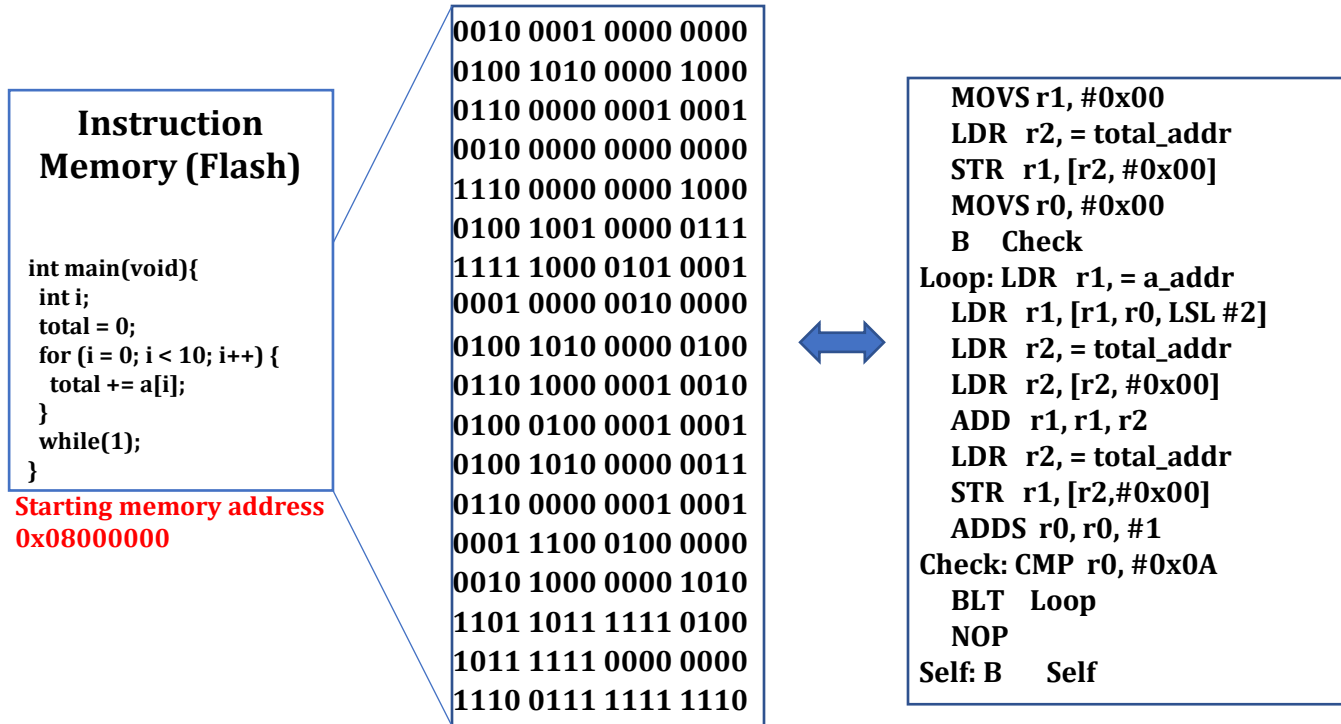 Instruction
Memory (Flash)
int main(void){
int i;
total = 0;
for (i = 0; i < 10; i++) {
total += a[i];
}
while(1);
}
Starting memory address
0x08000000
0010 0001 0000 0000
0100 1010 0000 1000
0110 0000 0001 0001
0010 0000 0000 0000
1110 0000 0000 1000
0100 1001 0000 0111
1111 1000 0101 0001
0001 0000 0010 0000
0100 1010 0000 0100
0110 1000 0001 0010
0100 0100 0001 0001
0100 1010 0000 0011
0110 0000 0001 0001
0001 1100 0100 0000
0010 1000 0000 1010
1101 1011 1111 0100
1011 1111 0000 0000
1110 0111 1111 1110
MOVS r1, #0x00
LDR r2, = total_addr
STR r1, [r2, #0x00]
MOVS r0, #0x00
B Check
Loop: LDR r1, = a_addr
LDR r1, [r1, r0, LSL #2]
LDR r2, = total_addr
LDR r2, [r2, #0x00]
ADD r1, r1, r2
LDR r2, = total_addr
STR r1, [r2,#0x00]
ADDS r0, r0, #1
Check: CMP r0, #0x0A
BLT Loop
NOP
Self: B Self